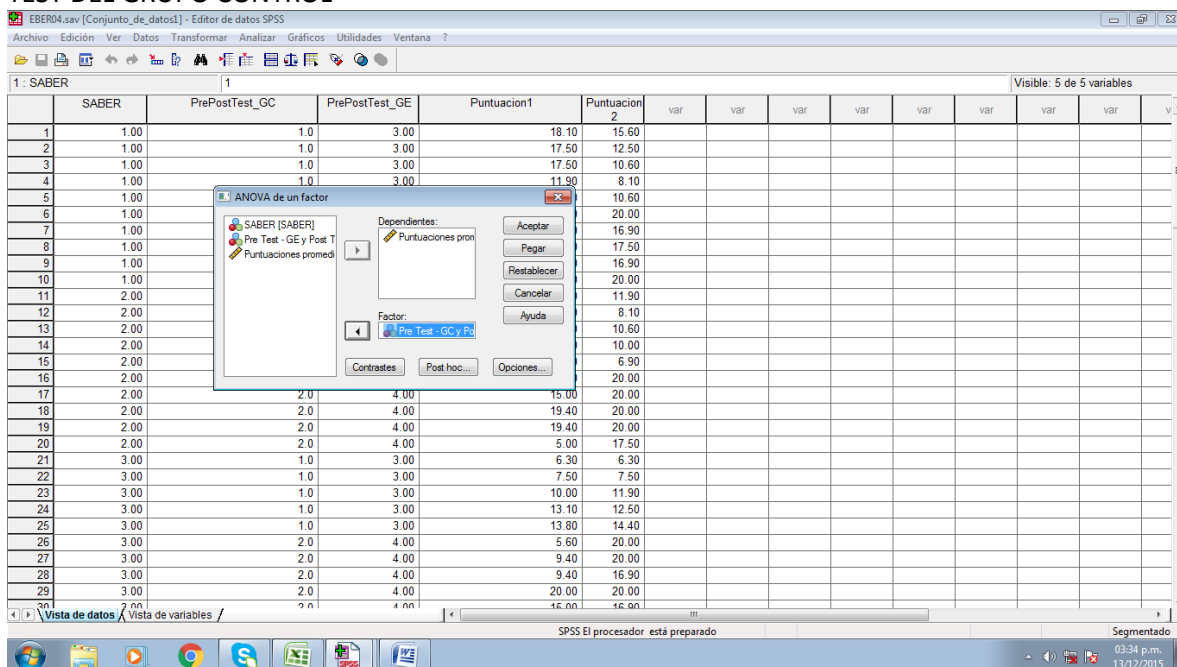 TEST DEL GRUPO CONTROL
EBER04.sav [Conjunto_de_datos1] - Editor de datos SPSS
Archivo Edición Ver Datos Transformar Analizar Gráficos Utilidades Ventana ?
1 : SABER 1 Visible: 5 de 5 variables
SABER PrePostTest_GC PrePostTest_GE Puntuacion1 Puntuacion2 var var var var var var var
1 1.00 1.0 3.00 18.10 15.60
2 1.00 1.0 3.00 17.50 12.50
3 1.00 1.0 3.00 17.50 10.60
4 1.00 1.0 3.00 11.90 8.10
5 1.00 10.60
6 1.00 20.00
7 1.00 16.90
8 1.00 17.50
9 1.00 16.90
10 1.00 20.00
11 2.00 11.90
12 2.00 8.10
13 2.00 10.60
14 2.00 10.00
15 2.00 6.90
16 2.00 20.00
17 2.00 2.0 4.00 15.00 20.00
18 2.00 2.0 4.00 19.40 20.00
19 2.00 2.0 4.00 19.40 20.00
20 2.00 2.0 4.00 5.00 17.50
21 3.00 1.0 3.00 6.30 6.30
22 3.00 1.0 3.00 7.50 7.50
23 3.00 1.0 3.00 10.00 11.90
24 3.00 1.0 3.00 13.10 12.50
25 3.00 1.0 3.00 13.80 14.40
26 3.00 2.0 4.00 5.60 20.00
27 3.00 2.0 4.00 9.40 20.00
28 3.00 2.0 4.00 9.40 16.90
29 3.00 2.0 4.00 20.00 20.00
30 3.00 2.0 4.00 15.00 16.90
ANOVA de un factor
SABER [SABER]
Pre Test - GE y Post T
Puntuaciones promedi
Dependientes:
Puntuaciones pron
Factor:
Pre Test - GC y Po
Aceptar
Pegar
Restablecer
Cancelar
Ayuda
Contrastes Post hoc... Opciones...
Vista de datos Vista de variables
SPSS El procesador está preparado Segmentado
03:34 p.m.
13/12/2015